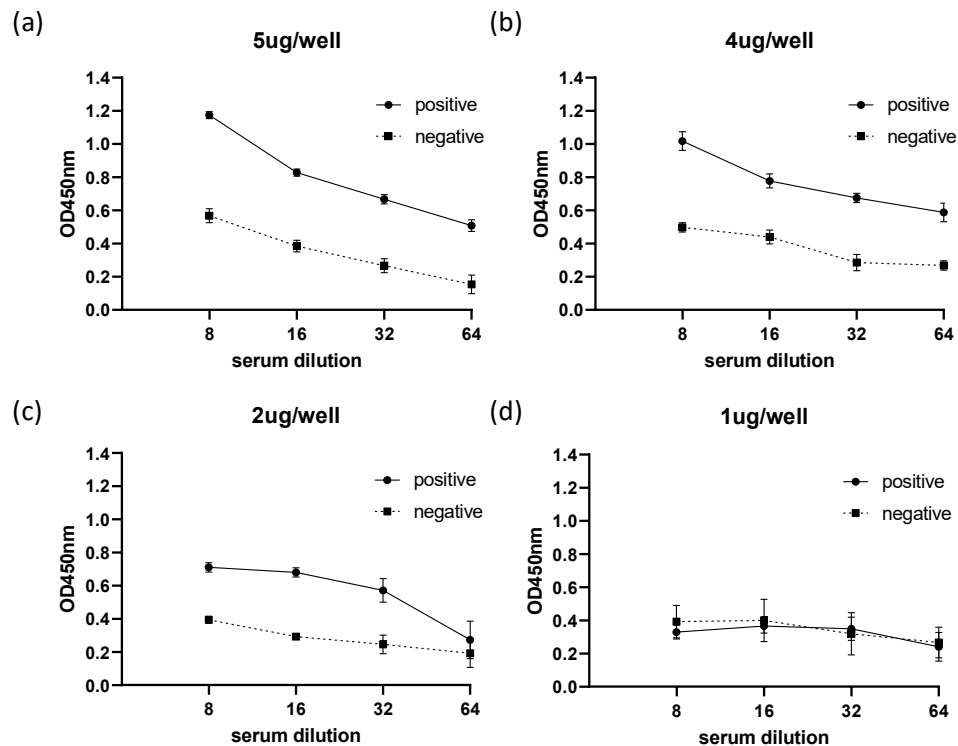 (a)
5ug/well
OD450nm
1.4
1.2
1.0
0.8
0.6
0.4
0.2
0.0
positive
negative
8 16 32 64
serum dilution
(b)
4ug/well
OD450nm
1.4
1.2
1.0
0.8
0.6
0.4
0.2
0.0
positive
negative
8 16 32 64
serum dilution
(c)
2ug/well
OD450nm
1.4
1.2
1.0
0.8
0.6
0.4
0.2
0.0
positive
negative
8 16 32 64
serum dilution
(d)
1ug/well
OD450nm
1.4
1.2
1.0
0.8
0.6
0.4
0.2
0.0
positive
negative
8 16 32 64
serum dilution